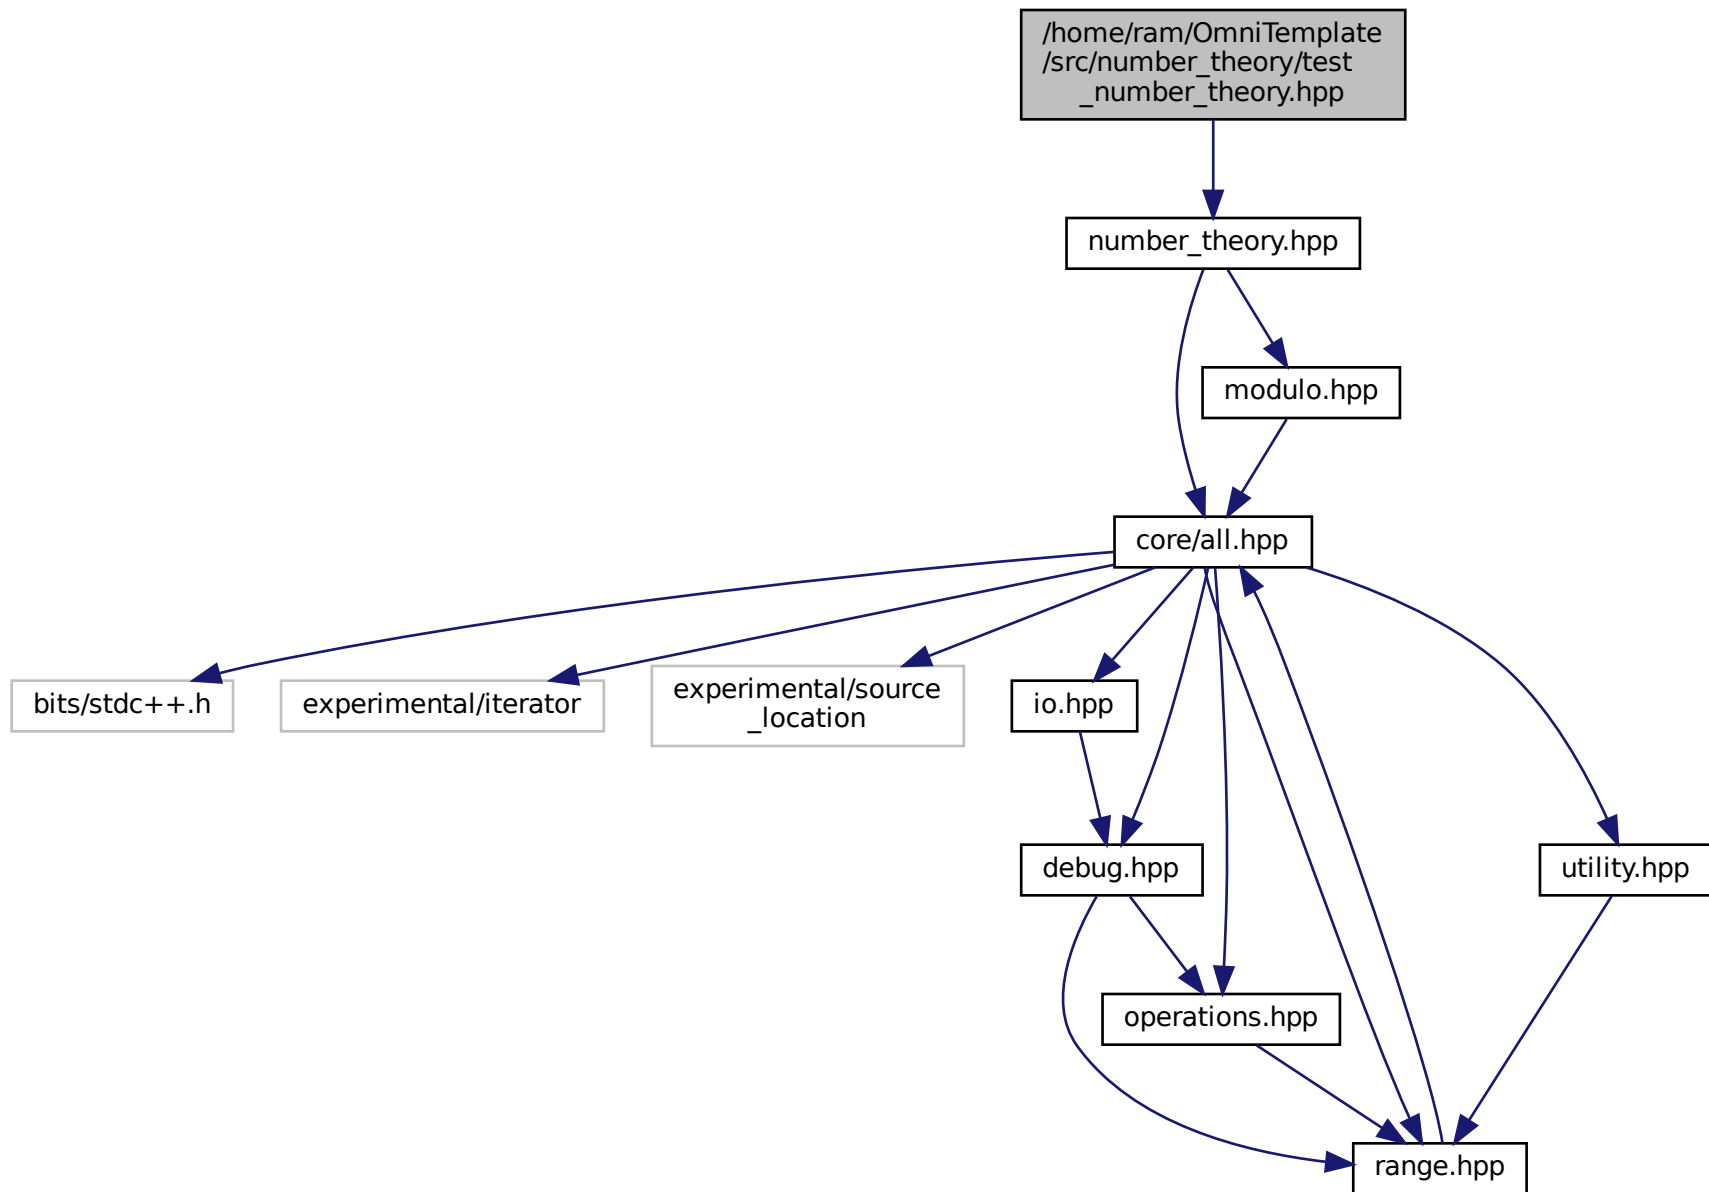 /home/ram/OmniTemplate
/src/number_theory/test
_number_theory.hpp
number_theory.hpp
modulo.hpp
core/all.hpp
bits/stdc++.h
experimental/iterator
experimental/source
_location
io.hpp
debug.hpp
utility.hpp
operations.hpp
range.hpp